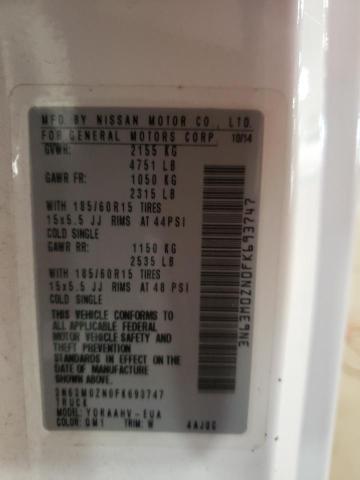 MFD BY NISSAN MOTOR CO., LTD.
FOR GENERAL MOTORS CORP 10/14
GVWR: 2155 KG
4751 LB
GAWR FR: 1050 KG
2315 LB
WITH 185/60R15 TIRES
15x5.5 JJ RIMS AT 44PSI
COLD SINGLE
GAWR RR: 1150 KG
2535 LB
WITH 185/60R15 TIRES
15x5.5 JJ RIMS AT 48 PSI
COLD SINGLE
THIS VEHICLE CONFORMS TO
ALL APPLICABLE FEDERAL
MOTOR VEHICLE SAFETY AND
AND THEFT PREVENTION
STANDARDS IN EFFECT ON THE
DATE OF MANUFACTURE SHOWN
ABOVE.
3N63M0ZN0FK693747
TRUCK
MODEL: YDRAAHV-EUA
COLOR: QM1 TRIM: W 4AJ0C
3N63M0ZN0FK693747